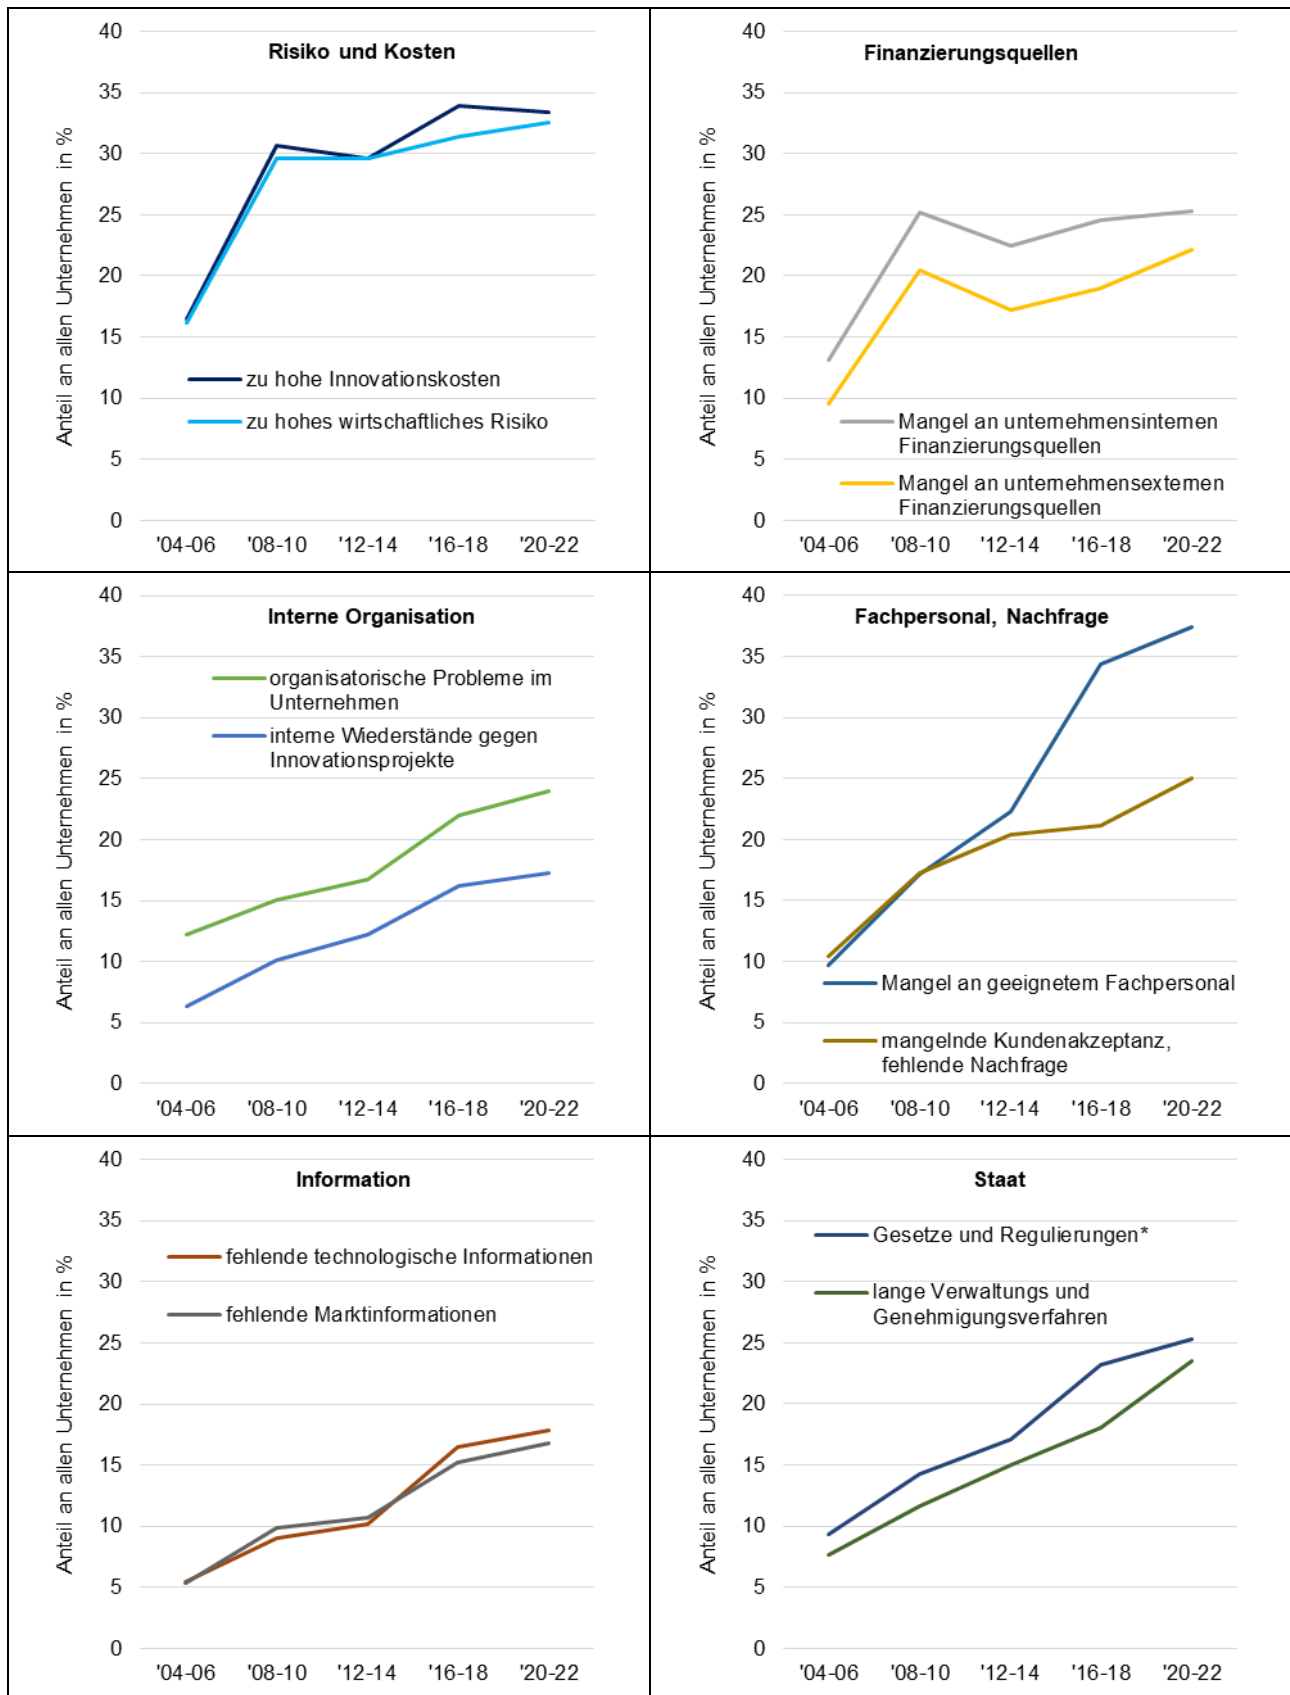 Risiko und Kosten
Anteil an allen Unternehmen in %
40
35
30
25
20
15
10
5
0
zu hohe Innovationskosten
zu hohes wirtschaftliches Risiko
'04-06 '08-10 '12-14 '16-18 '20-22
Finanzierungsquellen
Anteil an allen Unternehmen in %
40
35
30
25
20
15
10
5
0
Mangel an unternehmensinternen
Finanzierungsquellen
Mangel an unternehmensexternen
Finanzierungsquellen
'04-06 '08-10 '12-14 '16-18 '20-22
Interne Organisation
Anteil an allen Unternehmen in %
40
35
30
25
20
15
10
5
0
organisatorische Probleme im
Unternehmen
interne Wiederstände gegen
Innovationsprojekte
'04-06 '08-10 '12-14 '16-18 '20-22
Fachpersonal, Nachfrage
Anteil an allen Unternehmen in %
40
35
30
25
20
15
10
5
0
Mangel an geeignetem Fachpersonal
mangelnde Kundenakzeptanz,
fehlende Nachfrage
'04-06 '08-10 '12-14 '16-18 '20-22
Information
Anteil an allen Unternehmen in %
40
35
30
25
20
15
10
5
0
fehlende technologische Informationen
fehlende Marktinformationen
'04-06 '08-10 '12-14 '16-18 '20-22
Staat
Anteil an allen Unternehmen in %
40
35
30
25
20
15
10
5
0
Gesetze und Regulierungen*
lange Verwaltungs und
Genehmigungsverfahren
'04-06 '08-10 '12-14 '16-18 '20-22